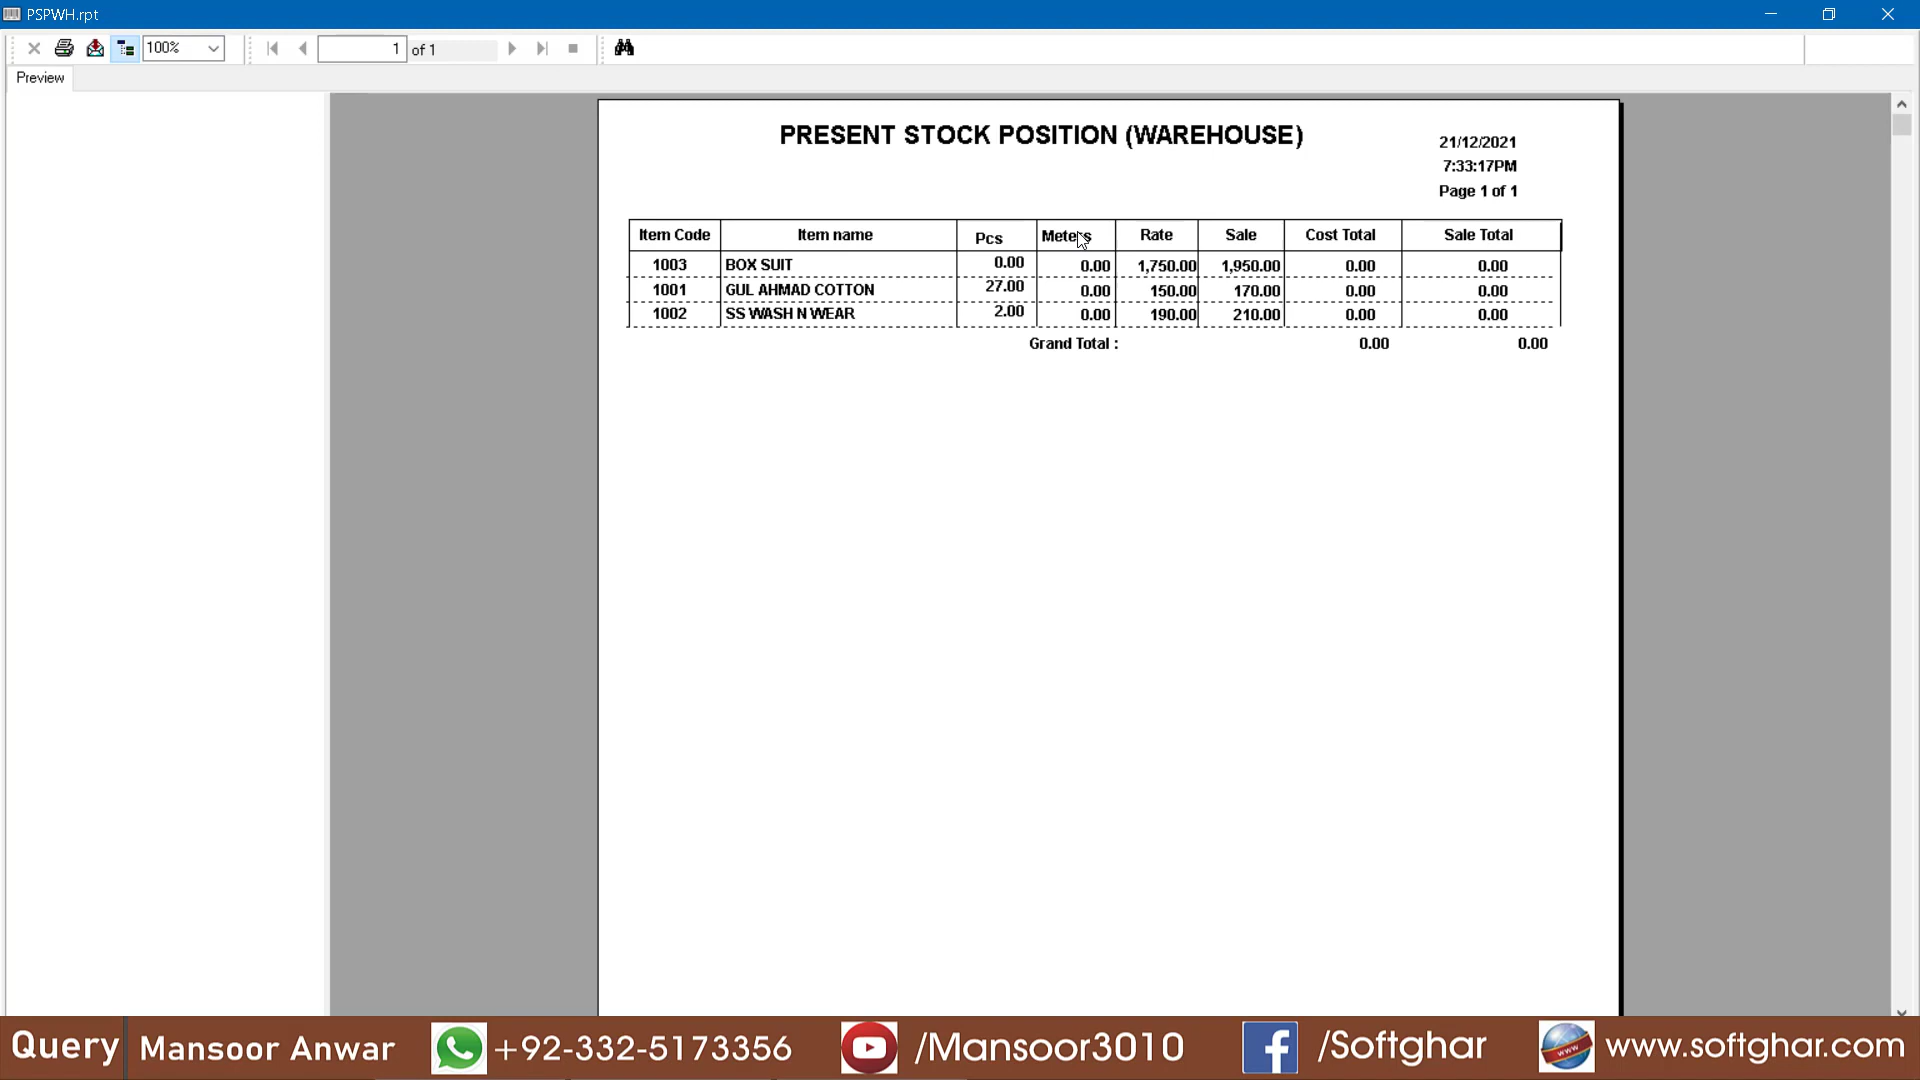 PSPWH.rpt
100% 1 of 1
Preview
PRESENT STOCK POSITION (WAREHOUSE)
21/12/2021
7:33:17PM
Page 1 of 1
Item Code Item name Pcs Meters Rate Sale Cost Total Sale Total
1003 BOX SUIT 0.00 0.00 1,750.00 1,950.00 0.00 0.00
1001 GUL AHMAD COTTON 27.00 0.00 150.00 170.00 0.00 0.00
1002 SS WASH N WEAR 2.00 0.00 190.00 210.00 0.00 0.00
Grand Total : 0.00 0.00
Query Mansoor Anwar +92-332-5173356 /Mansoor3010 f /Softghar www www.softghar.com